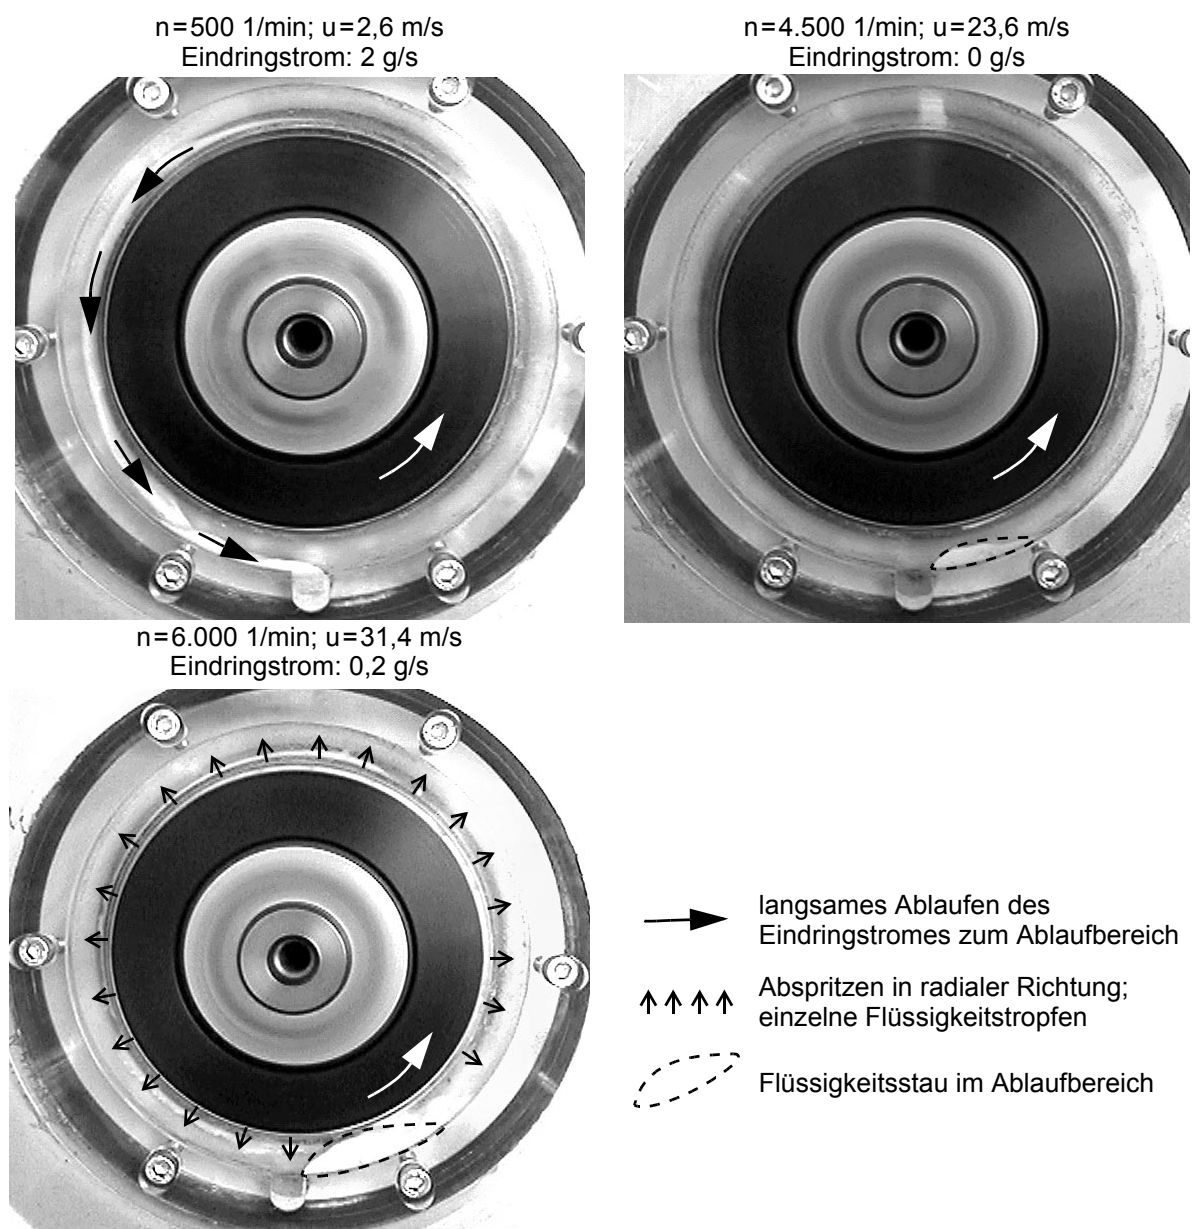 n=500 1/min; u=2,6 m/s
Eindringstrom: 2 g/s
n=4.500 1/min; u=23,6 m/s
Eindringstrom: 0 g/s
n=6.000 1/min; u=31,4 m/s
Eindringstrom: 0,2 g/s
langsames Ablaufen des
Eindringstromes zum Ablaufbereich
Abspritzen in radialer Richtung;
einzelne Flüssigkeitstropfen
Flüssigkeitsstau im Ablaufbereich